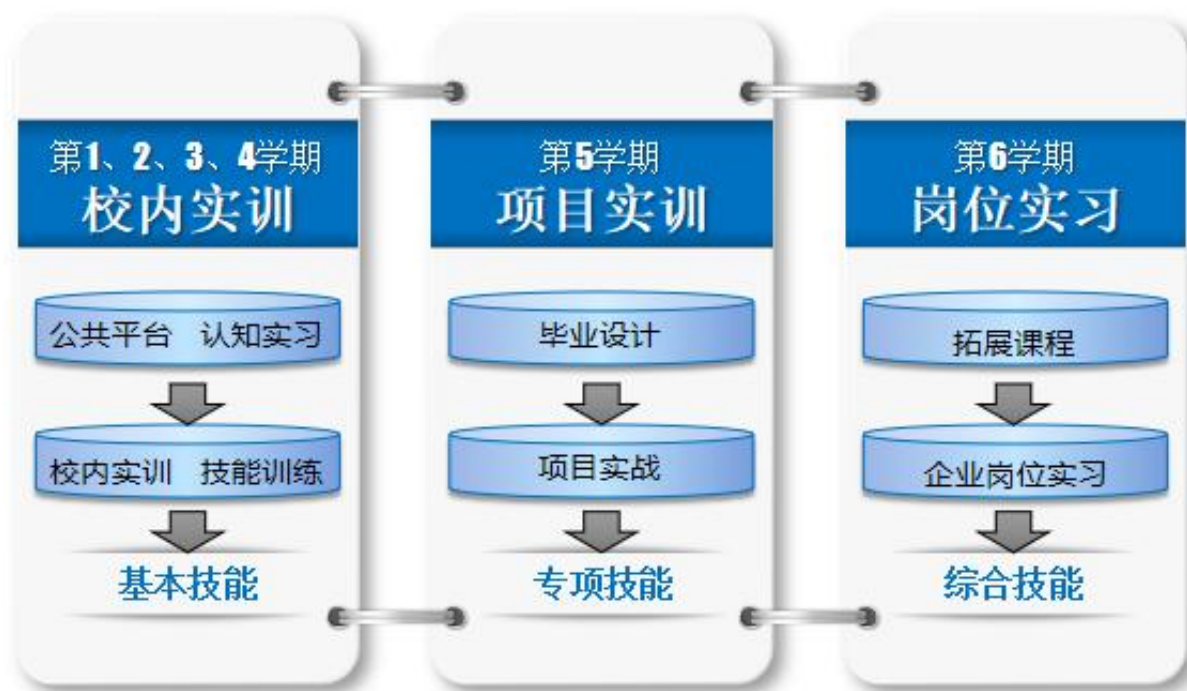 第1、2、3、4学期
校内实训
公共平台 认知实习
校内实训 技能训练
基本技能
第5学期
项目实训
毕业设计
项目实战
专项技能
第6学期
岗位实习
拓展课程
企业岗位实习
综合技能